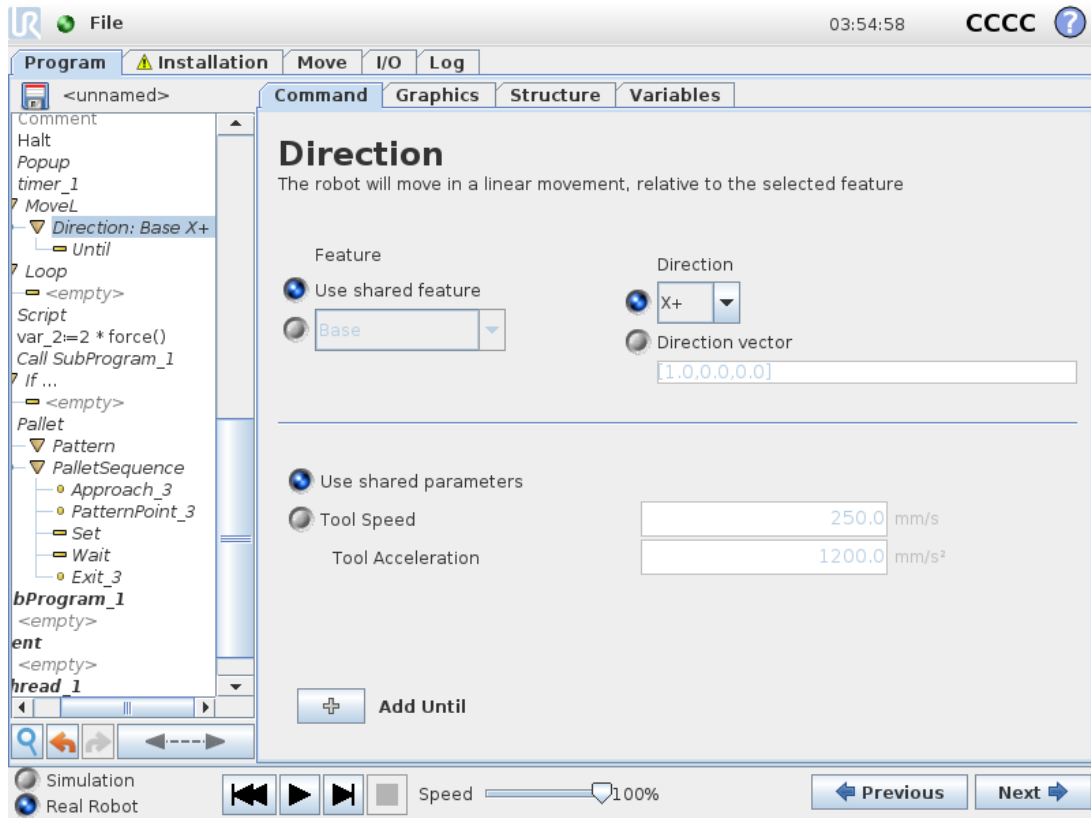 UR File 03:54:58 CCCC ?
Program Installation Move I/O Log
<unnamed> Command Graphics Structure Variables
Comment
Halt
Popup
timer_1
MoveL
Direction: Base X+
Until
Loop
<empty>
Script
var_2:=2 * force()
Call SubProgram_1
If ...
<empty>
Pallet
Pattern
PalletSequence
Approach_3
PatternPoint_3
Set
Wait
Exit_3
bProgram_1
<empty>
ent
<empty>
hread_1
Direction
The robot will move in a linear movement, relative to the selected feature
Feature
Use shared feature
Base
Direction
X+
Direction vector
[1.0,0.0,0.0]
Use shared parameters
Tool Speed 250.0 mm/s
Tool Acceleration 1200.0 mm/s²
Add Until
Simulation
Real Robot
Speed 100%
Previous Next